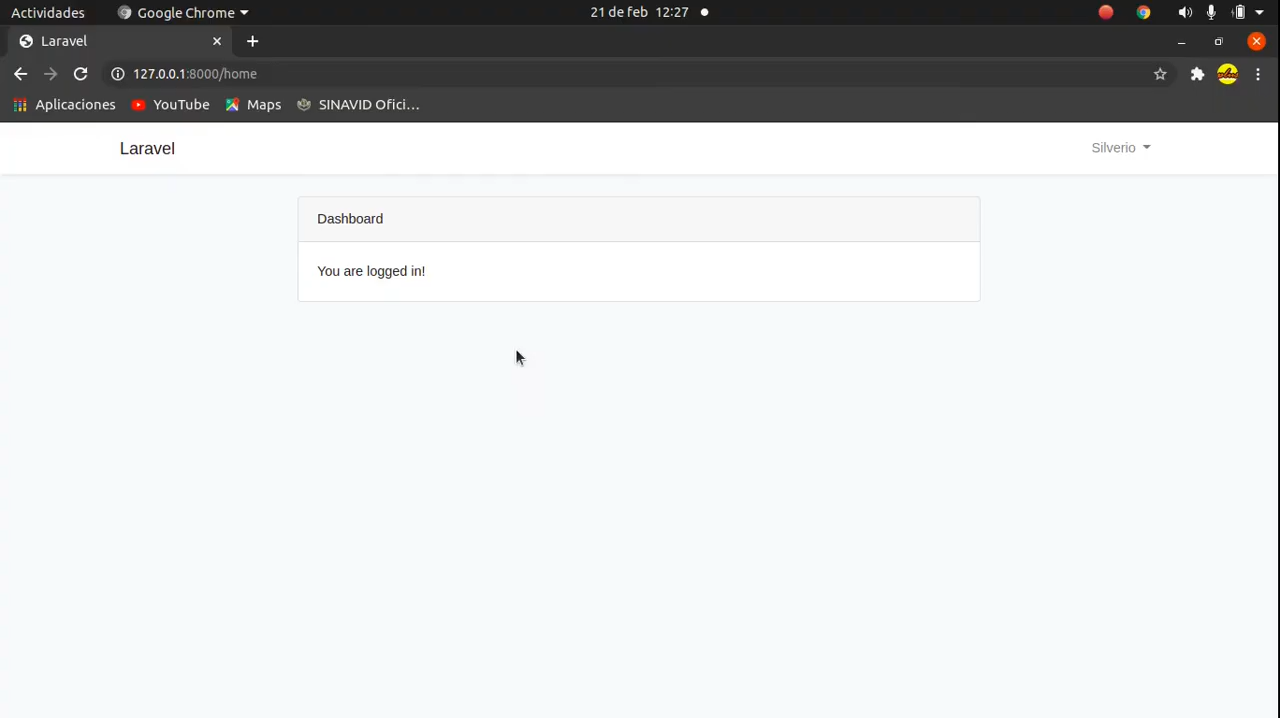 Actividades Google Chrome 21 de feb 12:27
Laravel
127.0.0.1:8000/home
Aplicaciones YouTube Maps SINAVID Ofici...
Laravel Silverio
Dashboard
You are logged in!